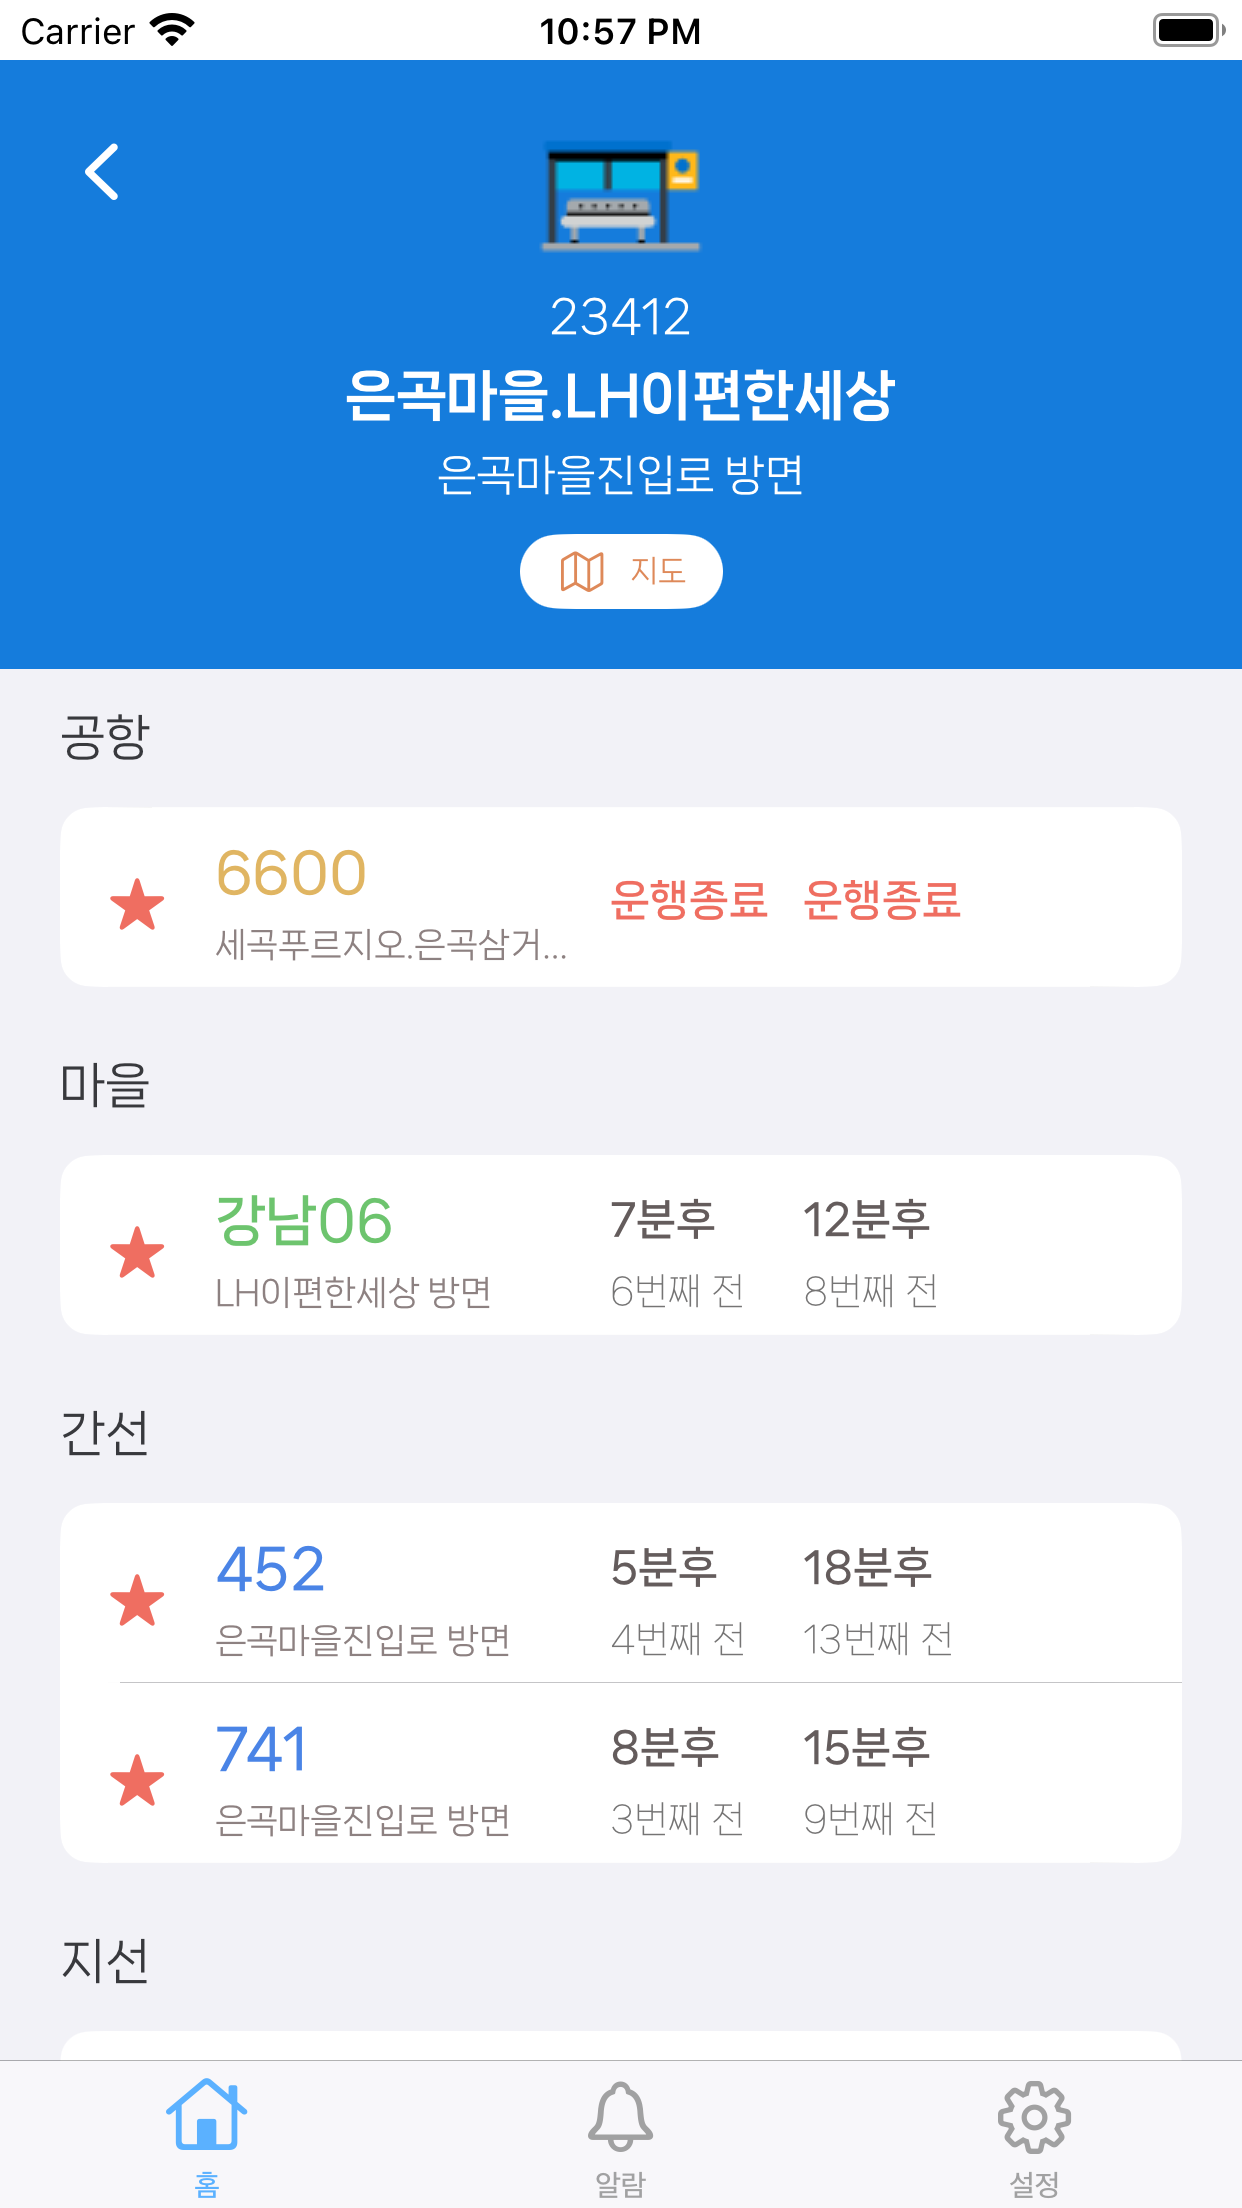 Carrier 10:57 PM
23412
은곡마을.LH이편한세상
은곡마을진입로 방면
지도
공항
6600 운행종료 운행종료
세곡푸르지오.은곡삼거...
마을
강남06 7분후 12분후
LH이편한세상 방면 6번째 전 8번째 전
간선
452 5분후 18분후
은곡마을진입로 방면 4번째 전 13번째 전
741 8분후 15분후
은곡마을진입로 방면 3번째 전 9번째 전
지선
홈 알람 설정